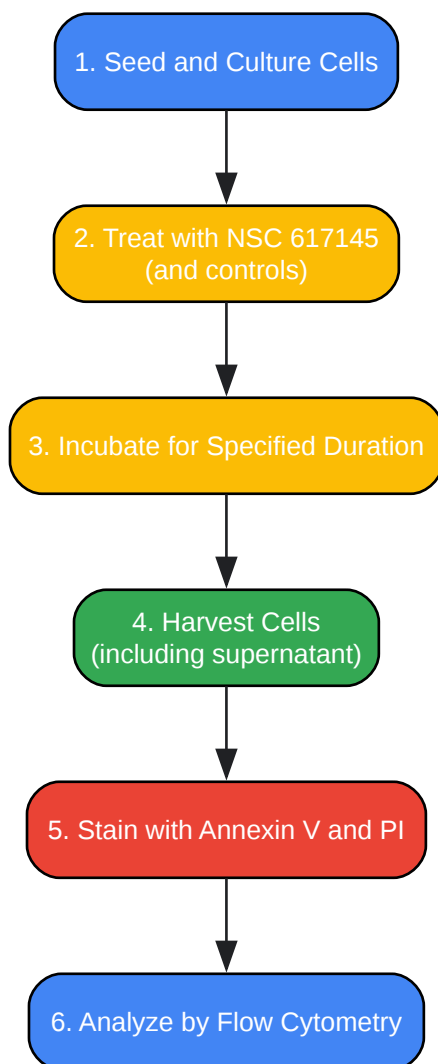 1. Seed and Culture Cells
2. Treat with NSC 617145
(and controls)
3. Incubate for Specified Duration
4. Harvest Cells
(including supernatant)
5. Stain with Annexin V and PI
6. Analyze by Flow Cytometry